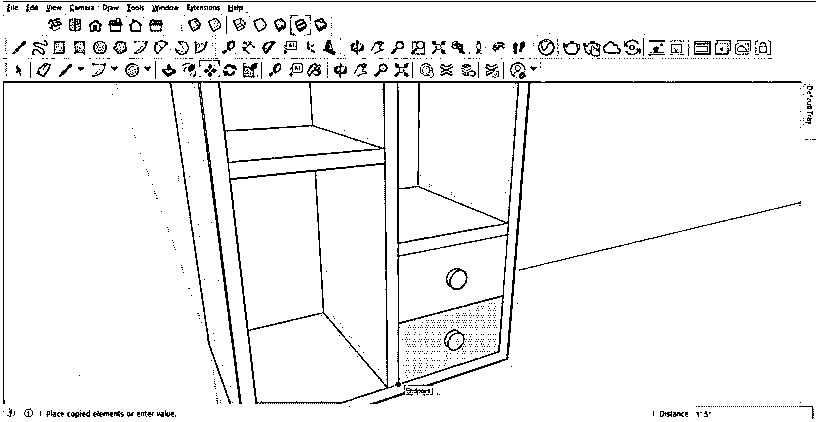 File Edit View Camera Draw Tools Window Extensions Help
Default Tray
Endpoint
Place copied elements or enter value.
Distance 1' 5"